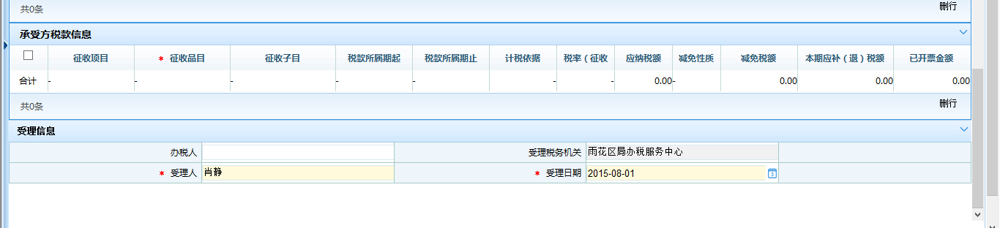 共0条 删行
承受方税款信息
征收项目 * 征收品目 征收子目 税款所属期起 税款所属期止 计税依据 税率（征收 应纳税额 减免性质 减免税额 本期应补（退）税额 已开票金额
合计 - - - - - - - 0.00 - 0.00 0.00 0.00
共0条 删行
受理信息
办税人 受理税务机关 雨花区局办税服务中心
* 受理人 肖静 * 受理日期 2015-08-01